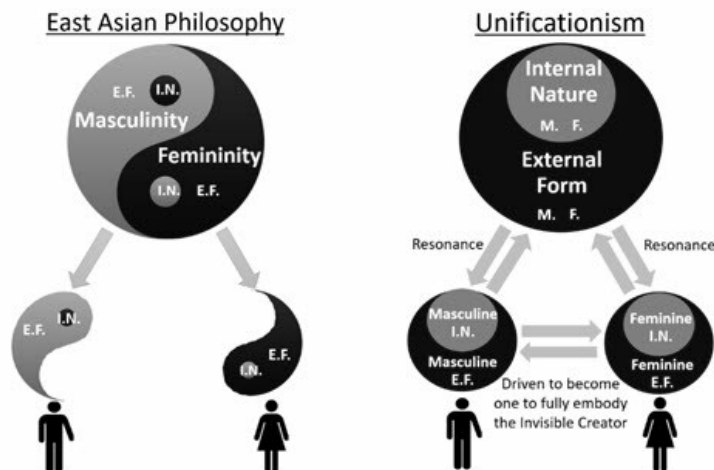 East Asian Philosophy
E.F.
I.N.
Masculinity
Femininity
I.N.
E.F.
E.F.
I.N.
E.F.
I.N.
Unificationism
Internal
Nature
M. F.
External
Form
M. F.
Resonance
Resonance
Masculine
I.N.
Masculine
E.F.
Feminine
I.N.
Feminine
E.F.
Driven to become
one to fully embody
the Invisible Creator